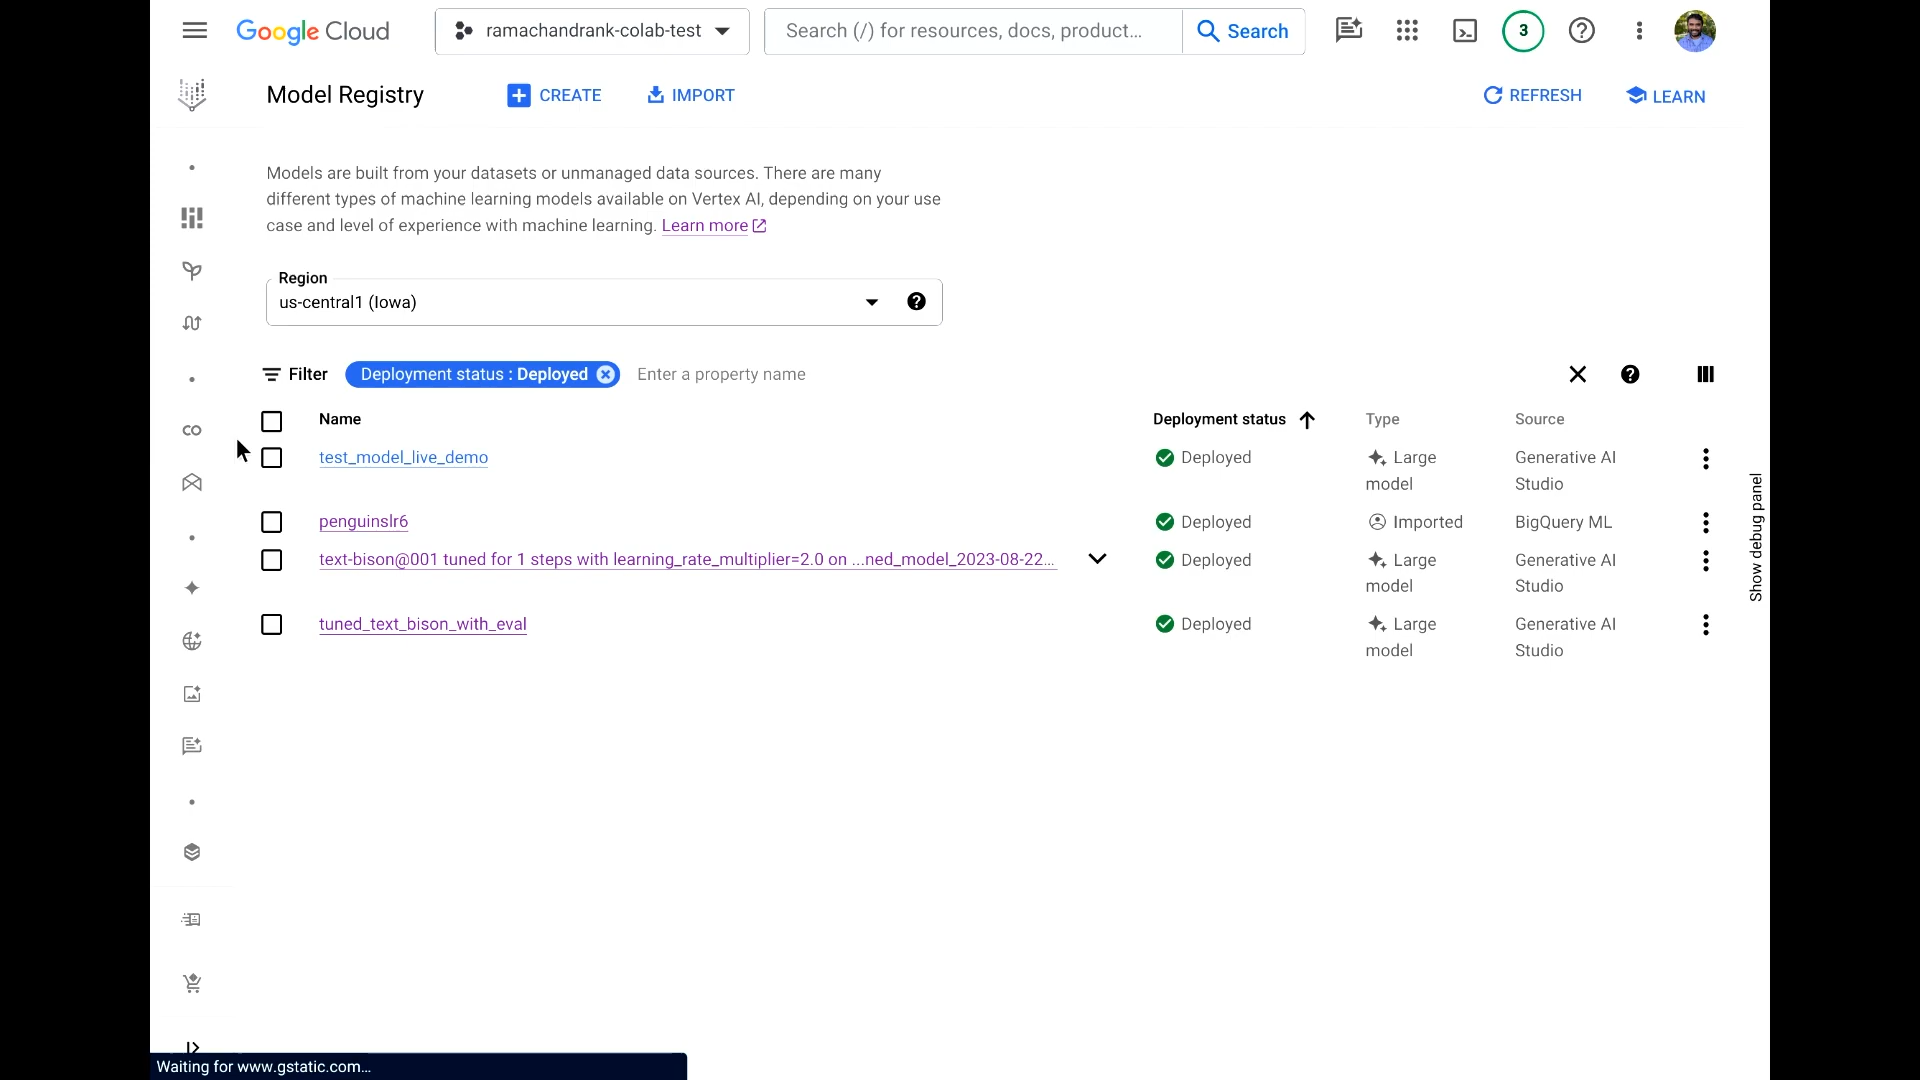 Google Cloud
ramachandrank-colab-test
Search (/) for resources, docs, product...
Search
3
Model Registry
CREATE
IMPORT
REFRESH
LEARN
Models are built from your datasets or unmanaged data sources. There are many
different types of machine learning models available on Vertex AI, depending on your use
case and level of experience with machine learning. Learn more
Region
us-central1 (Iowa)
Filter
Deployment status : Deployed
Enter a property name
Name
Deployment status
Type
Source
test_model_live_demo
Deployed
Large
model
Generative AI
Studio
penguinslr6
Deployed
Imported
BigQuery ML
text-bison@001 tuned for 1 steps with learning_rate_multiplier=2.0 on ...ned_model_2023-08-22...
Deployed
Large
model
Generative AI
Studio
tuned_text_bison_with_eval
Deployed
Large
model
Generative AI
Studio
Show debug panel
Waiting for www.gstatic.com...